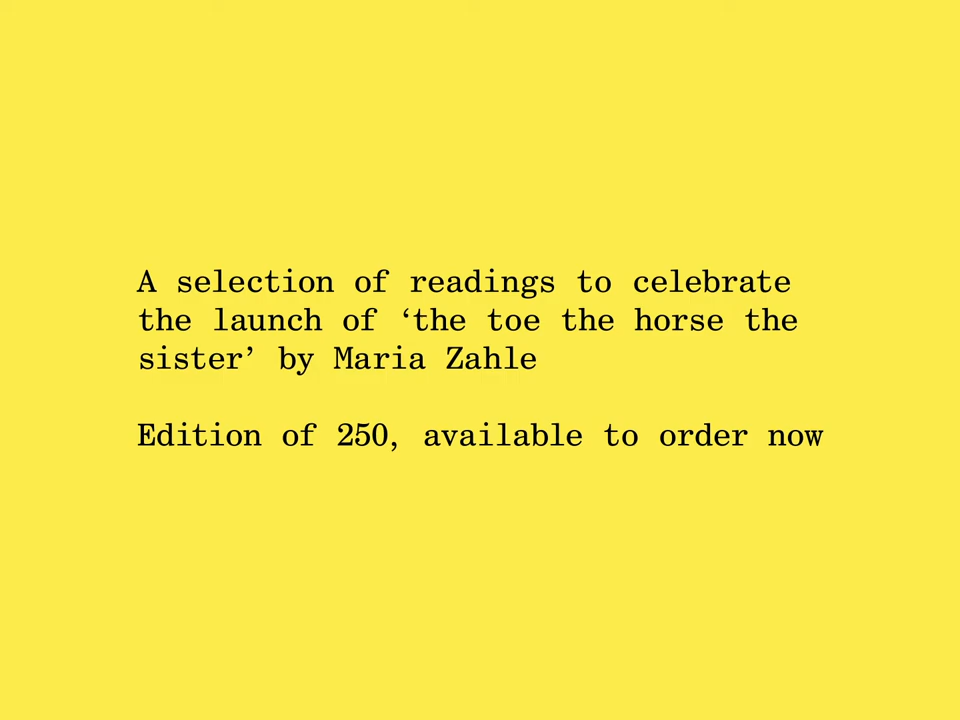 A selection of readings to celebrate
the launch of ‘the toe the horse the
sister’ by Maria Zahle
Edition of 250, available to order now